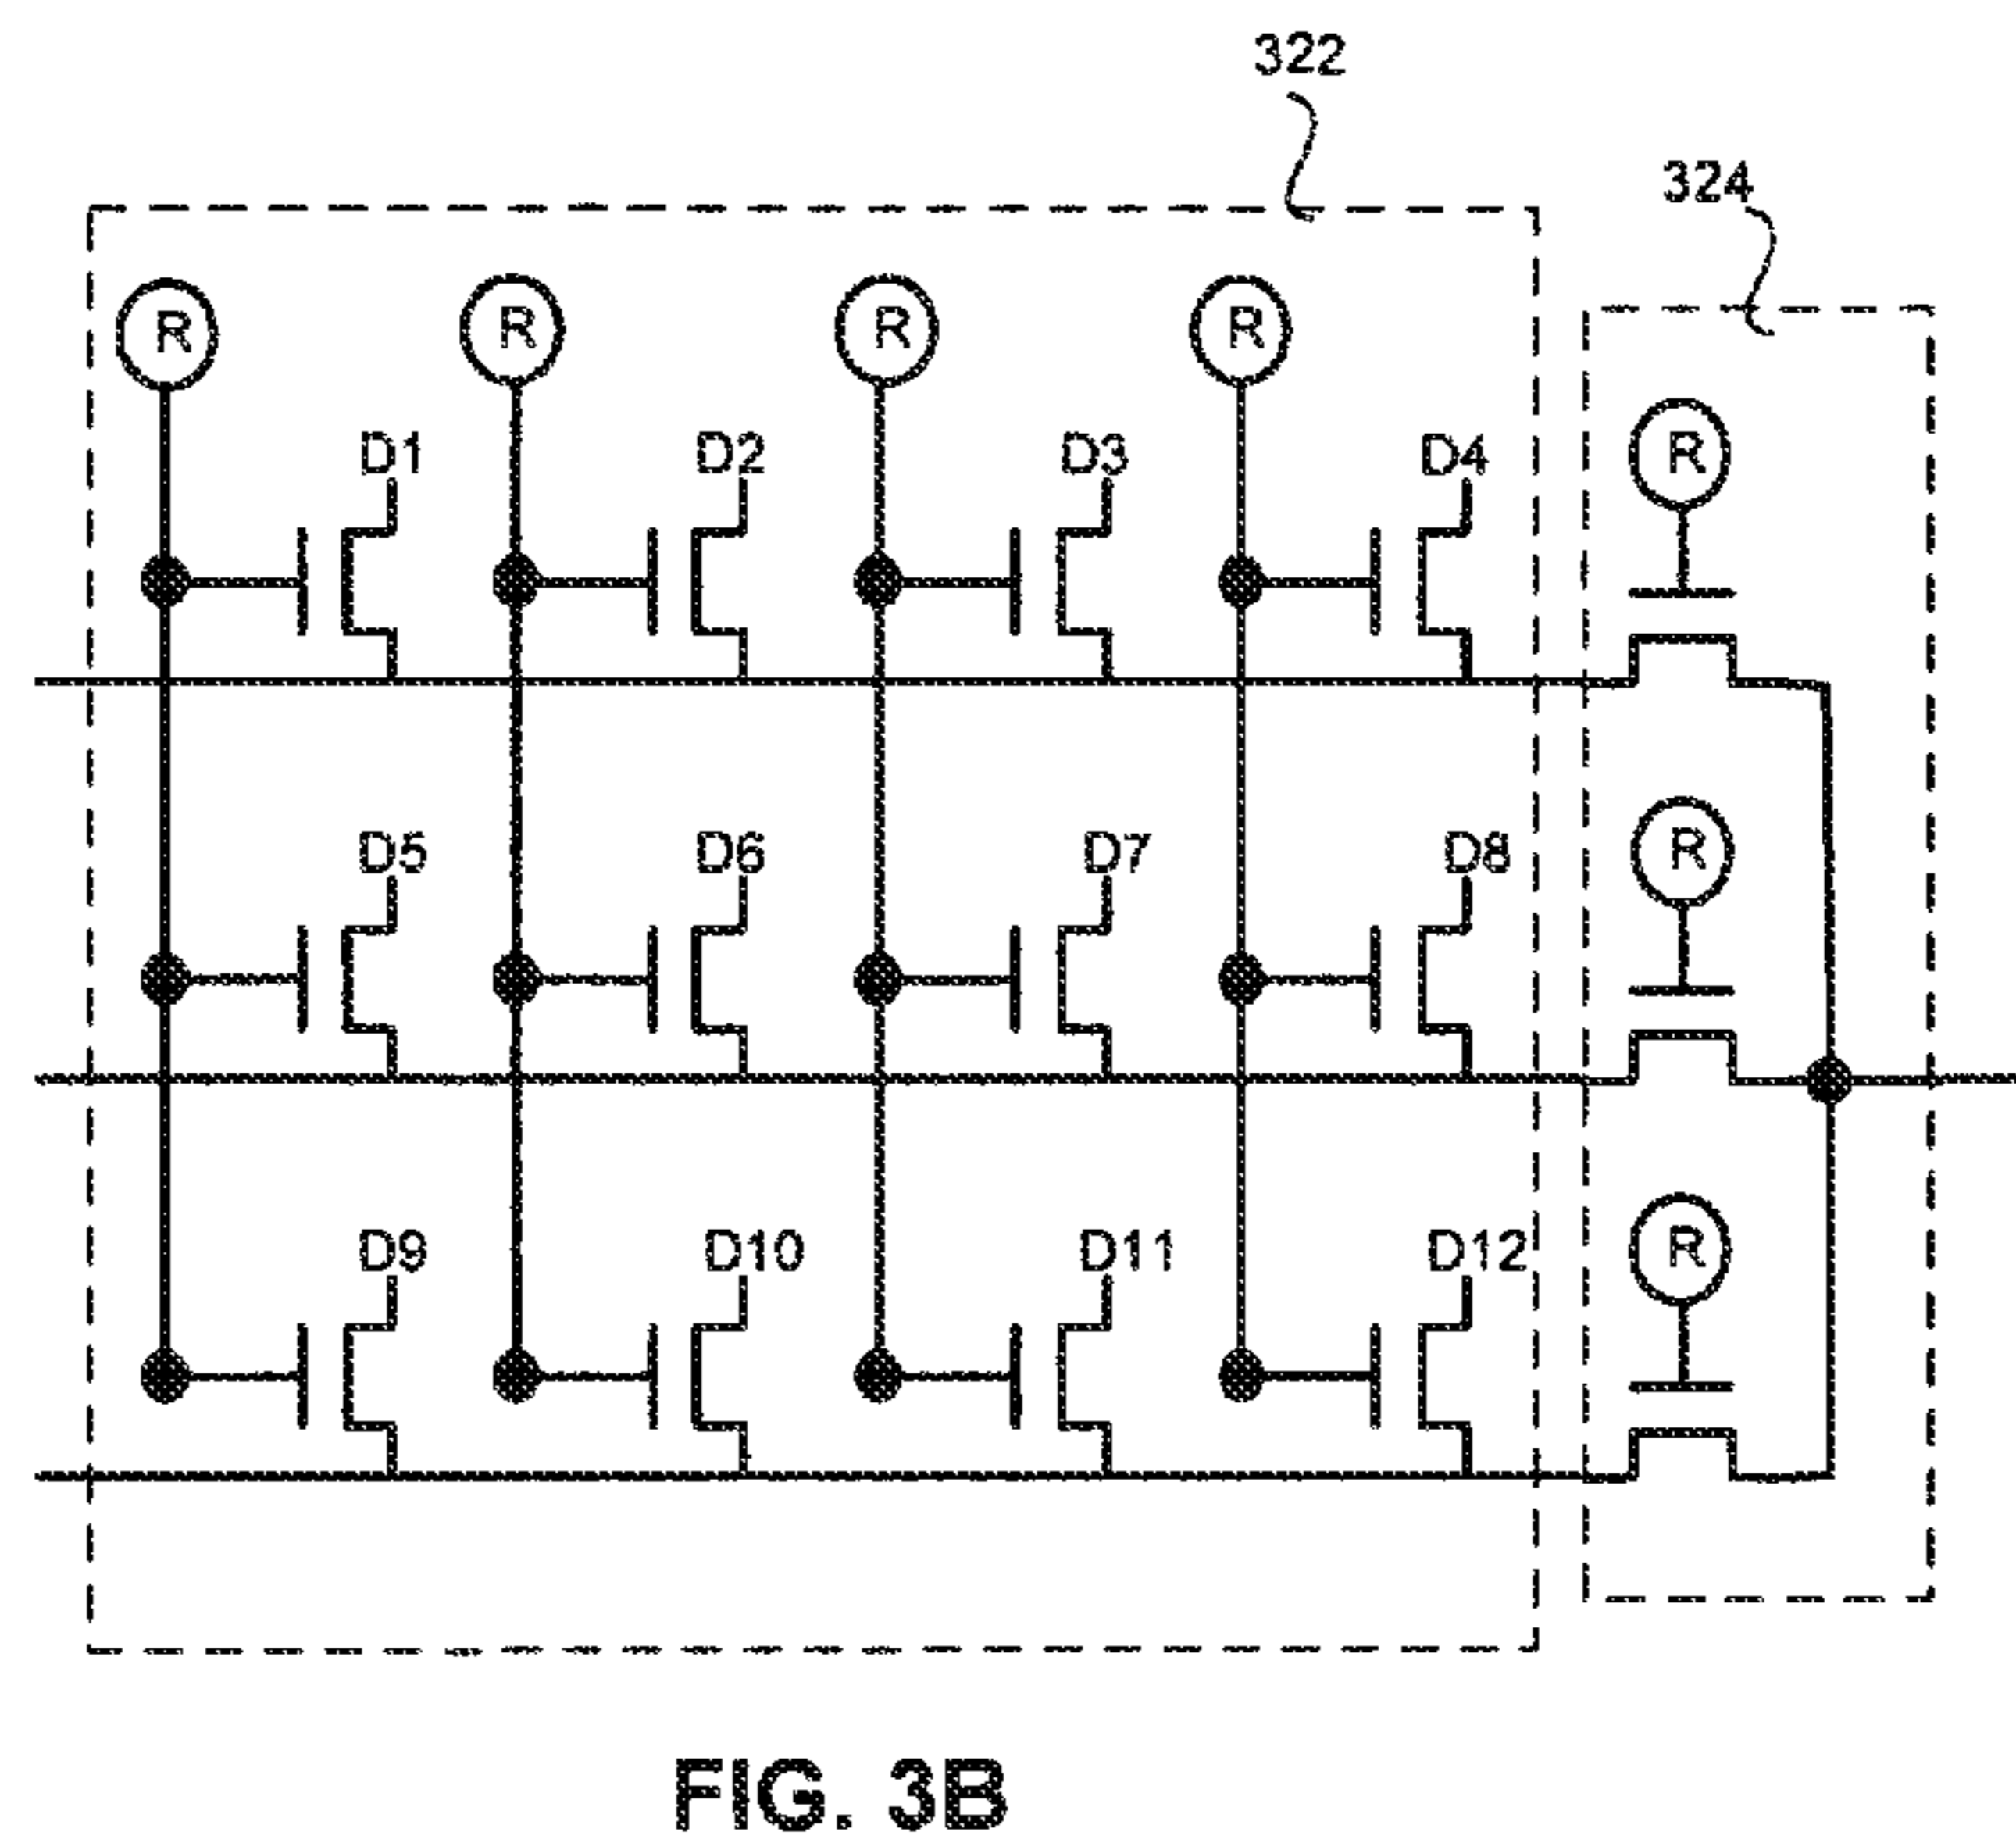 322
324
R R R R
R
D1 D2 D3 D4
R
D5 D6 D7 D8
R
D9 D10 D11 D12
FIG. 3B